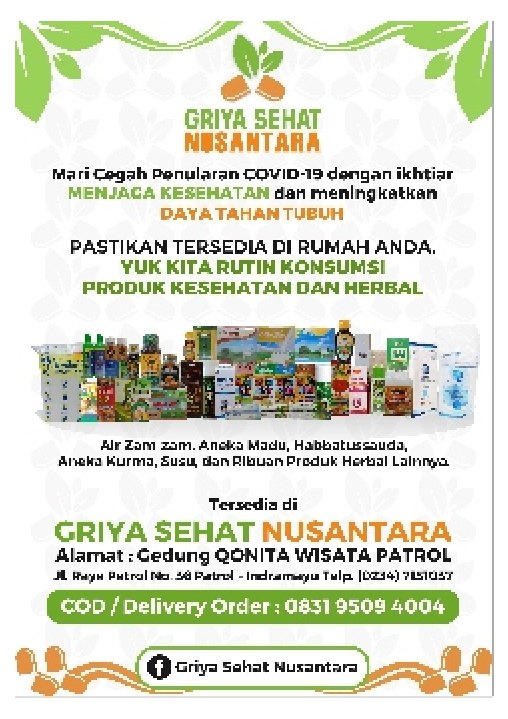 GRIYA SEHAT
NUSANTARA
Mari Cegah Penularan COVID-19 dengan ikhtiar
MENJAGA KESEHATAN dan meningkatkan
DAYA TAHAN TUBUH
PASTIKAN TERSEDIA DI RUMAH ANDA.
YUK KITA RUTIN KONSUMSI
PRODUK KESEHATAN DAN HERBAL
Air Zam-zam. Aneka Madu, Habbatussauda,
Aneka Kurma, Susu, dan Ribuan Produk Herbal Lainnya.
Tersedia di
GRIYA SEHAT NUSANTARA
Alamat : Gedung QONITA WISATA PATROL
Jl. Raya Patrol No. Patrol - Indramayu Telp. (0234)
COD / Delivery Order : 0831 9509 4004
Griya Sehat Nusantara